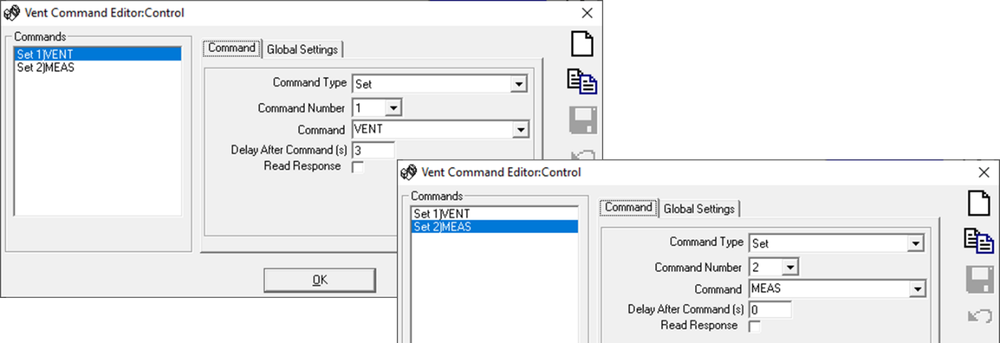 Vent Command Editor:Control
Commands
Set 1)VENT
Set 2)MEAS
Command
Global Settings
Command Type Set
Command Number 1
Command VENT
Delay After Command (s) 3
Read Response
OK
Vent Command Editor:Control
Commands
Set 1)VENT
Set 2)MEAS
Command
Global Settings
Command Type Set
Command Number 2
Command MEAS
Delay After Command (s) 0
Read Response